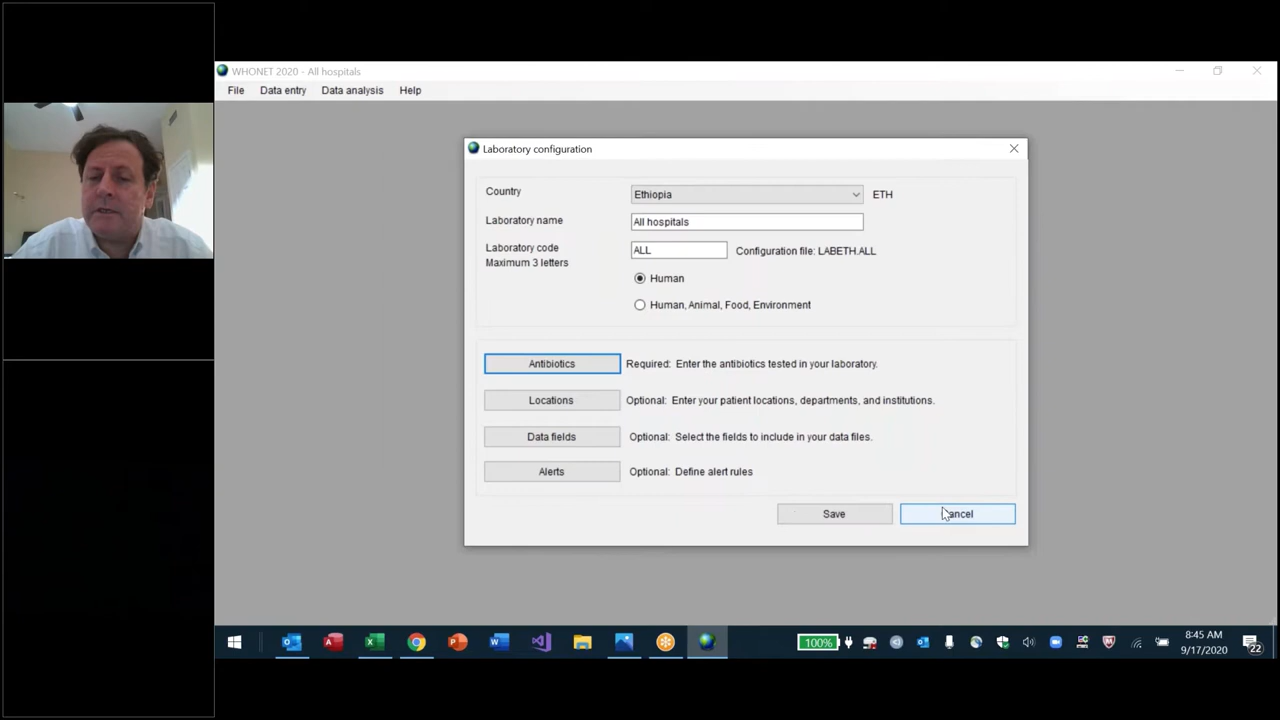 WHONET 2020 - All hospitals
File Data entry Data analysis Help
Laboratory configuration
Country Ethiopia ETH
Laboratory name All hospitals
Laboratory code ALL Configuration file: LABETH.ALL
Maximum 3 letters
Human
Human, Animal, Food, Environment
Antibiotics Required: Enter the antibiotics tested in your laboratory.
Locations Optional: Enter your patient locations, departments, and institutions.
Data fields Optional: Select the fields to include in your data files.
Alerts Optional: Define alert rules
Save Cancel
100% 8:45 AM
9/17/2020 22